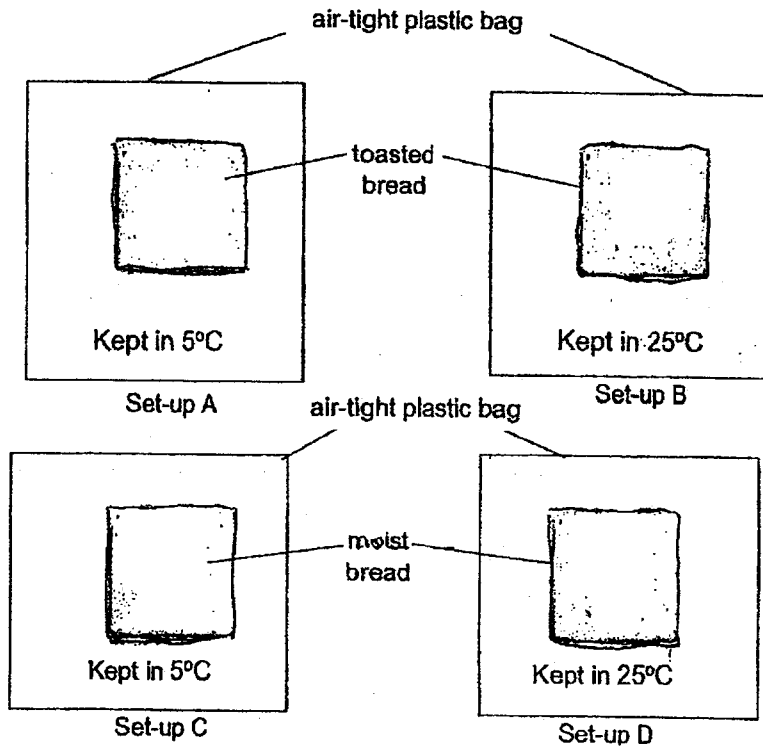 air-tight plastic bag
toasted
bread
Kept in 5ºC
Kept in 25ºC
Set-up A
Set-up B
air-tight plastic bag
moist
bread
Kept in 5ºC
Kept in 25ºC
Set-up C
Set-up D